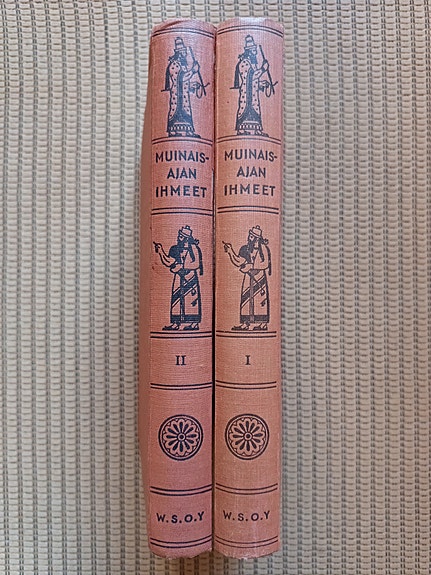 MUINAIS-
AJAN
IHMEET
II
W.S.O.Y
MUINAIS-
AJAN
IHMEET
I
W.S.O.Y